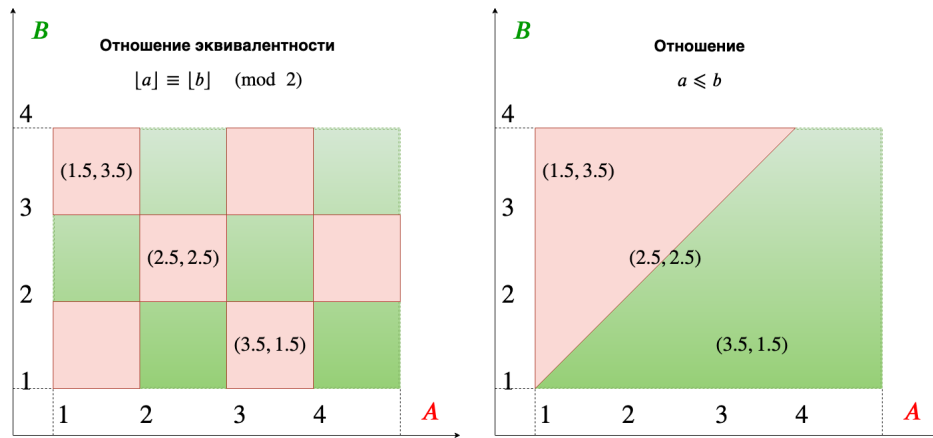 B
Отношение эквивалентности
⌊a⌋ ≡ ⌊b⌋ (mod 2)
4
(1.5, 3.5)
3
(2.5, 2.5)
2
(3.5, 1.5)
1
1 2 3 4 A
B
Отношение
a ⩽ b
4
(1.5, 3.5)
3
(2.5, 2.5)
2
(3.5, 1.5)
1
1 2 3 4 A